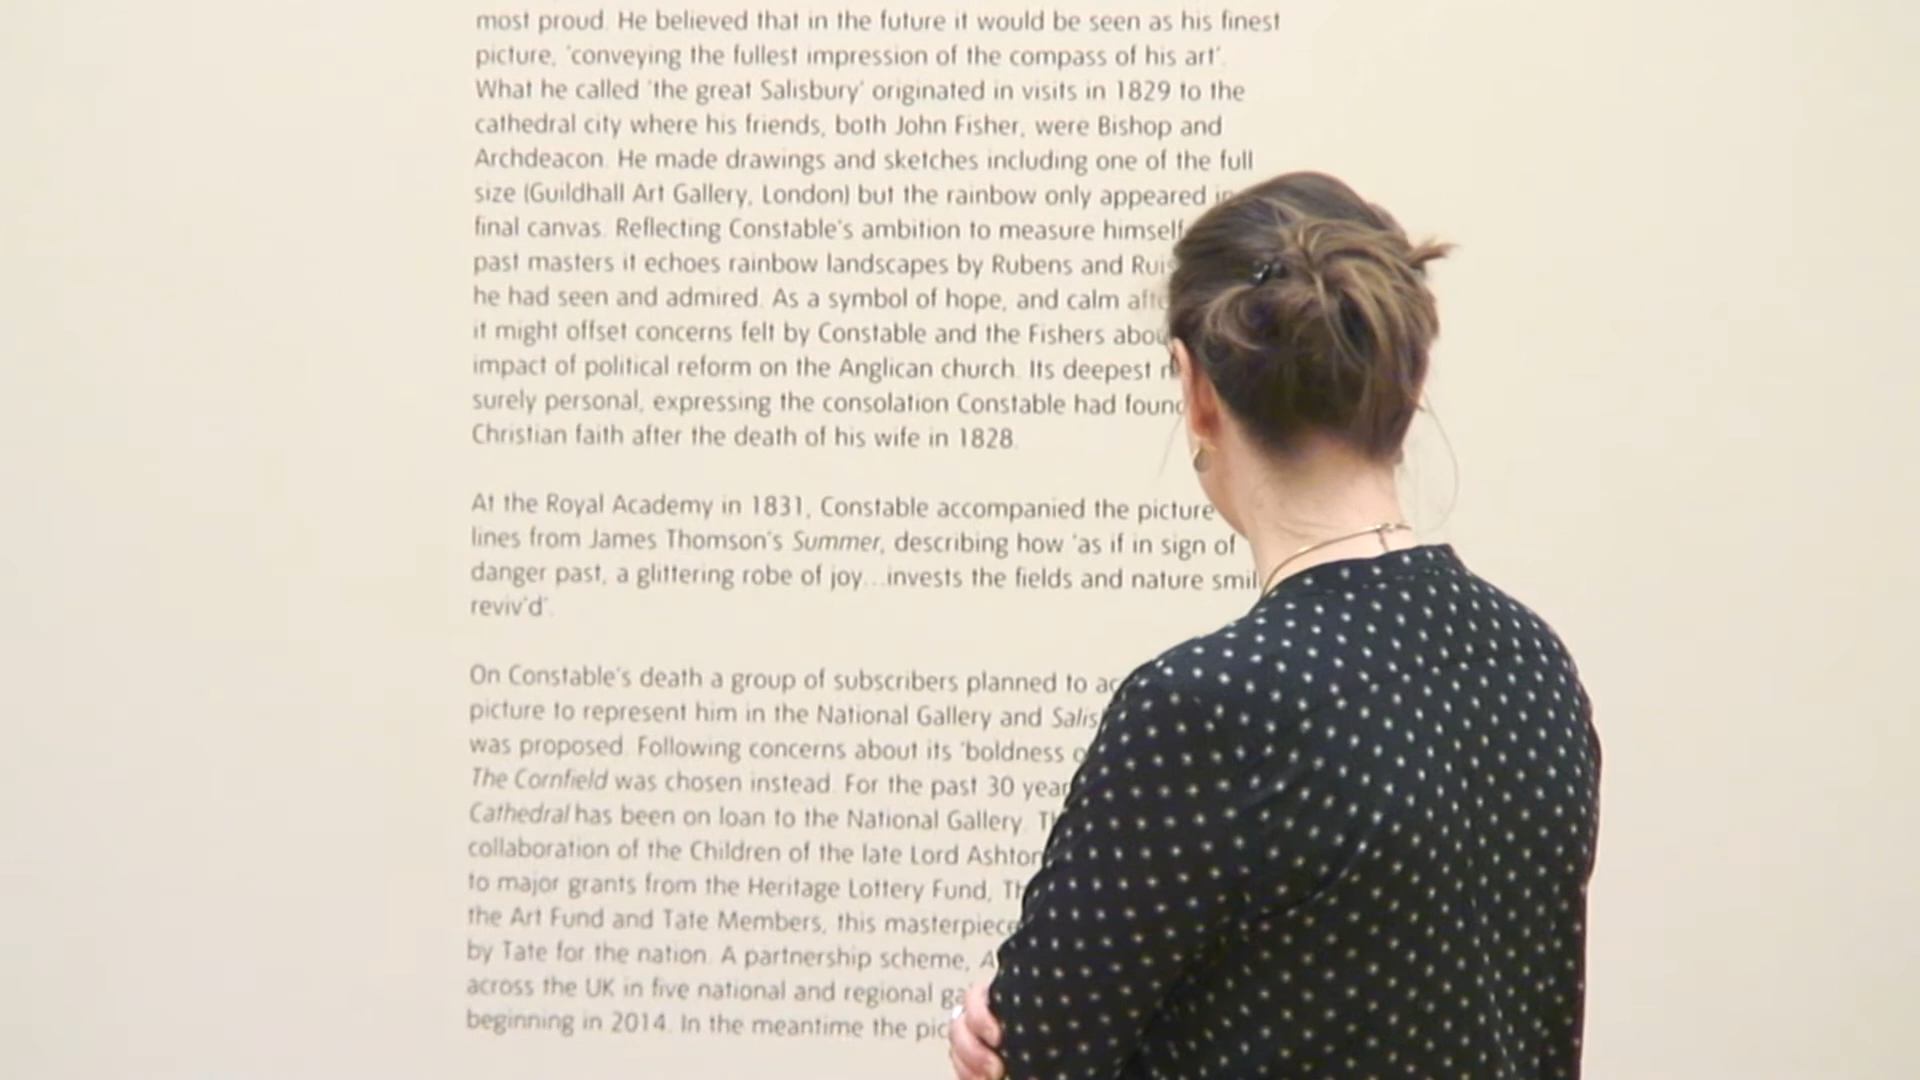 most proud. He believed that in the future it would be seen as his finest
picture, 'conveying the fullest impression of the compass of his art'.
What he called 'the great Salisbury' originated in visits in 1829 to the
cathedral city where his friends, both John Fisher, were Bishop and
Archdeacon. He made drawings and sketches including one of the full
size (Guildhall Art Gallery, London) but the rainbow only appeared
final canvas. Reflecting Constable's ambition to measure himself
past masters it echoes rainbow landscapes by Rubens and
he had seen and admired. As a symbol of hope, and calm
it might offset concerns felt by Constable and the Fishers
impact of political reform on the Anglican church. Its deepest
surely personal, expressing the consolation Constable had found
Christian faith after the death of his wife in 1828.
At the Royal Academy in 1831, Constable accompanied the picture
lines from James Thomson's Summer, describing how 'as if in sign of
danger past, a glittering robe of joy...invests the fields and nature
reviv'd'.
On Constable's death a group of subscribers planned to
picture to represent him in the National Gallery and
was proposed. Following concerns about its 'boldness
The Cornfield was chosen instead. For the past 30
Cathedral has been on loan to the National Gallery.
collaboration of the Children of the late Lord Ashton
to major grants from the Heritage Lottery Fund,
the Art Fund and Tate Members, this masterpiece
by Tate for the nation. A partnership scheme,
across the UK in five national and regional
beginning in 2014. In the meantime the